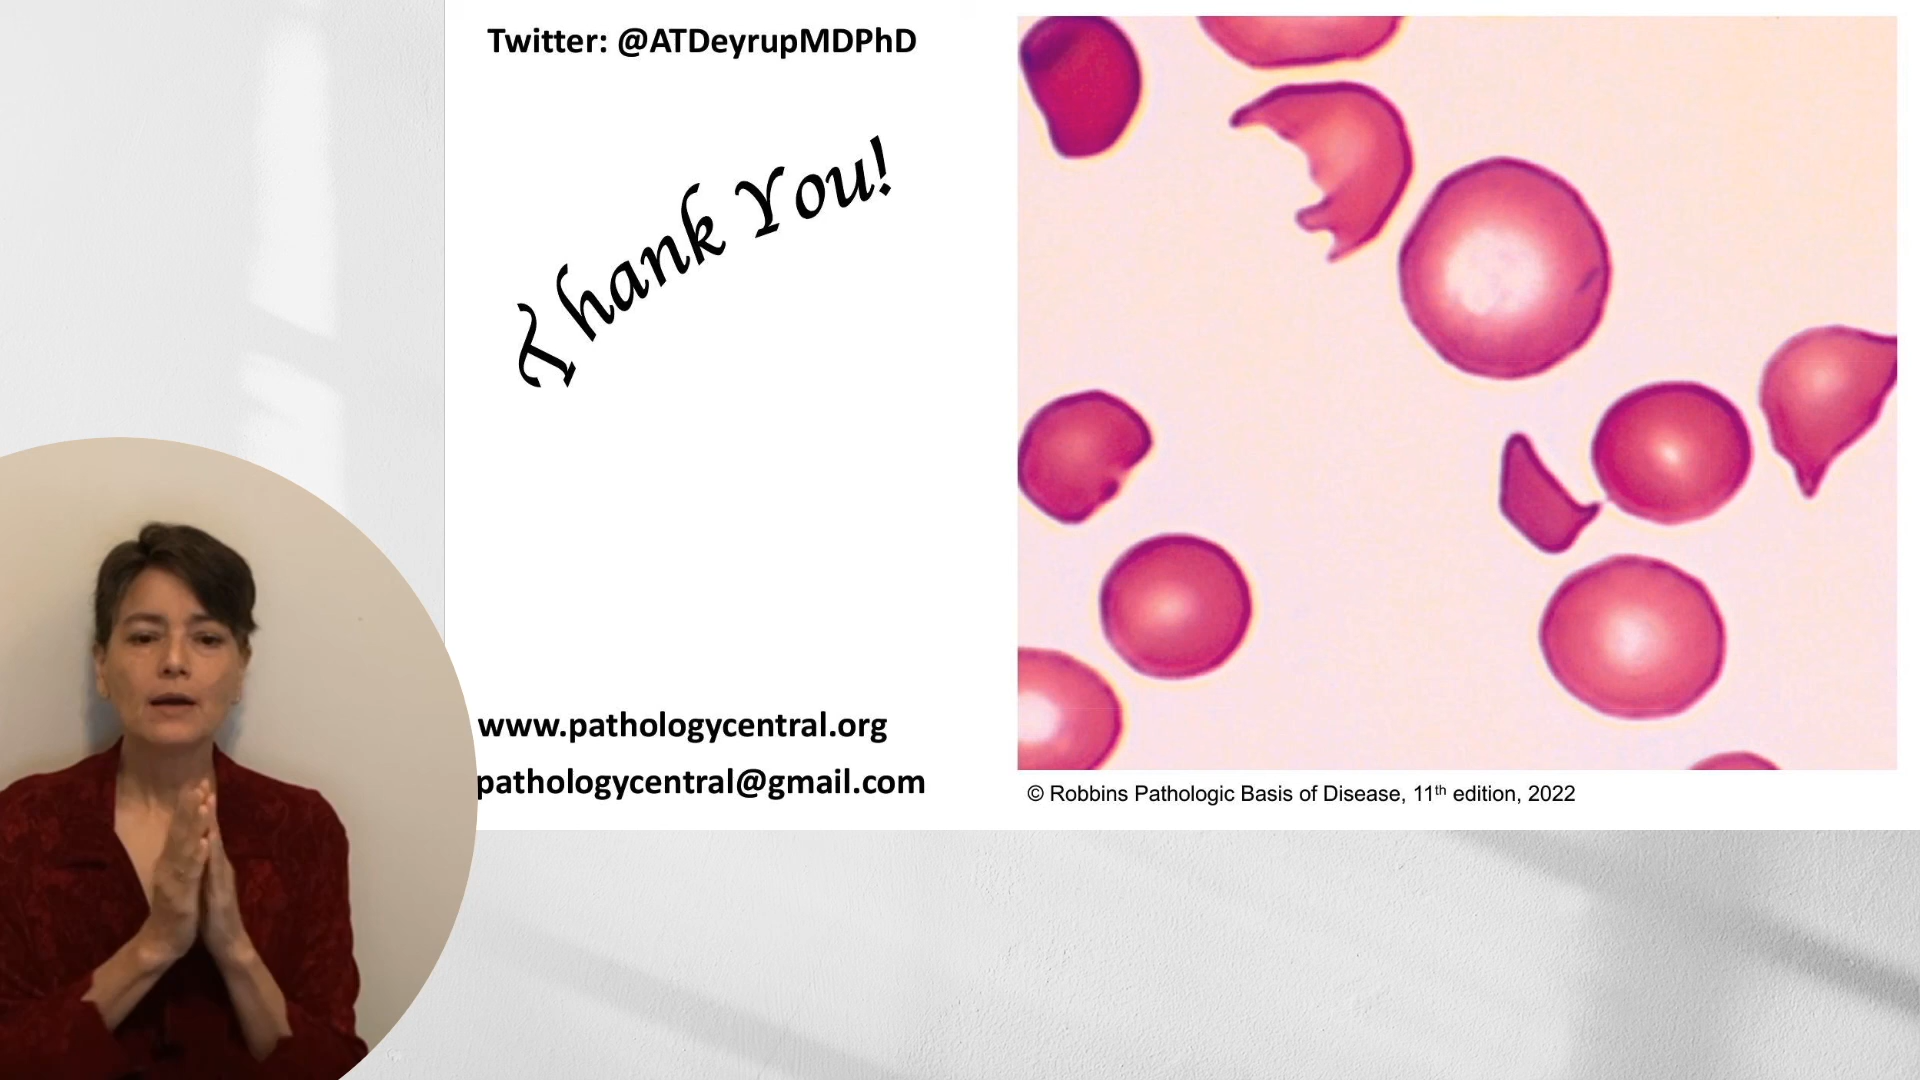 Twitter: @ATDeyrupMDPhD
Thank You!
www.pathologycentral.org
pathologycentral@gmail.com
© Robbins Pathologic Basis of Disease, 11th edition, 2022